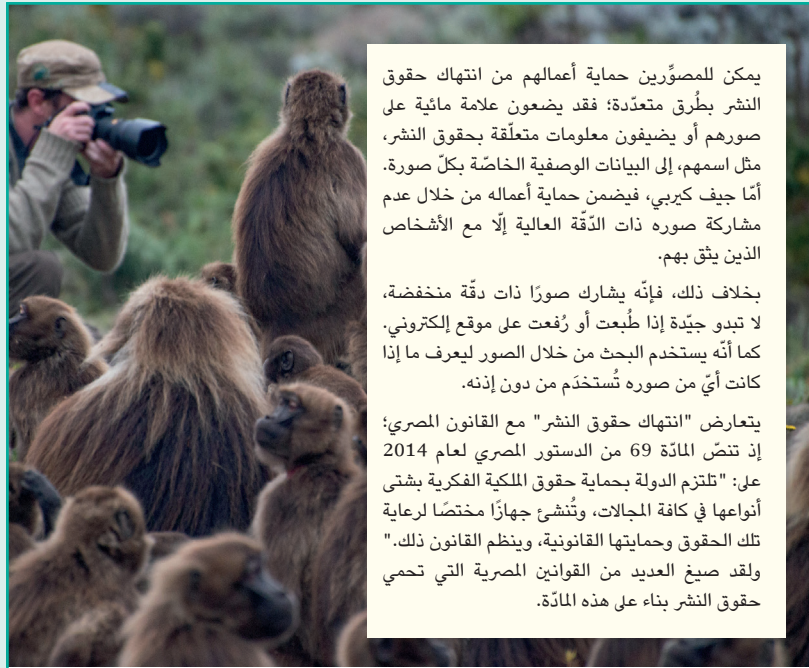 يمكن للمصوِّرين حماية أعمالهم من انتهاك حقوق
النشر بطُرق متعدّدة؛ فقد يضعون علامة مائية على
صورهم أو يضيفون معلومات متعلّقة بحقوق النشر،
مثل اسمهم، إلى البيانات الوصفية الخاصّة بكلّ صورة.
أمّا جيف كيربي، فيضمن حماية أعماله من خلال عدم
مشاركة صوره ذات الدّقّة العالية إلّا مع الأشخاص
الذين يثق بهم.
بخلاف ذلك، فإنّه يشارك صورًا ذات دقّة منخفضة،
لا تبدو جيّدة إذا طُبعت أو رُفعت على موقع إلكتروني.
كما أنّه يستخدم البحث من خلال الصور ليعرف ما إذا
كانت أيّ من صوره تُستخدَم من دون إذنه.
يتعارض "انتهاك حقوق النشر" مع القانون المصري؛
إذ تنصّ المادّة 69 من الدستور المصري لعام 2014
على: "تلتزم الدولة بحماية حقوق الملكية الفكرية بشتى
أنواعها في كافة المجالات، وتُنشئ جهازًا مختصًا لرعاية
تلك الحقوق وحمايتها القانونية، وينظم القانون ذلك."
ولقد صيغ العديد من القوانين المصرية التي تحمي
حقوق النشر بناء على هذه المادّة.